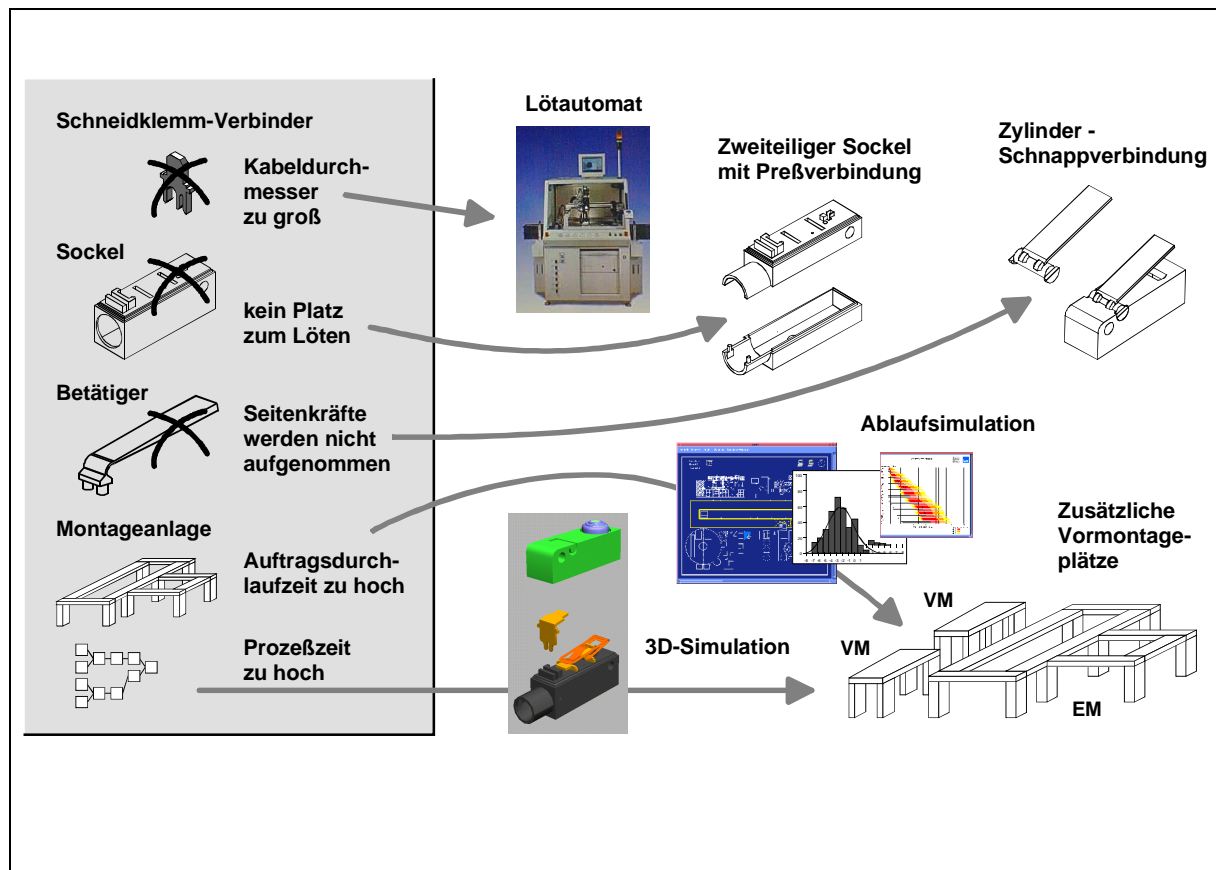 Schneidklemm-Verbinder
Kabeldurch-
messer
zu groß
Sockel
kein Platz
zum Löten
Betätiger
Seitenkräfte
werden nicht
aufgenommen
Montageanlage
Auftragsdurch-
laufzeit zu hoch
Prozeßzeit
zu hoch
Lötautomat
Zweiteiliger Sockel
mit Preßverbindung
Zylinder -
Schnappverbindung
Ablaufsimulation
3D-Simulation
Zusätzliche
Vormontage-
plätze
VM
VM
EM